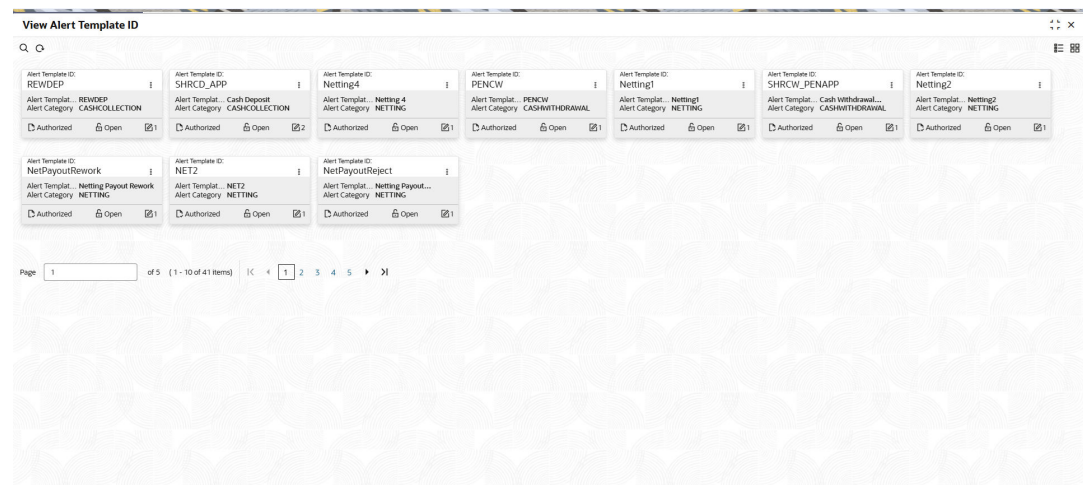 View Alert Template ID
Alert Template ID:
REWDEP
Alert Templat... REWDEP
Alert Category CASHCOLLECTION
Authorized Open 1
Alert Template ID:
SHRCD_APP
Alert Templat... Cash Deposit
Alert Category CASHCOLLECTION
Authorized Open 2
Alert Template ID:
Netting4
Alert Templat... Netting 4
Alert Category NETTING
Authorized Open 1
Alert Template ID:
PENCW
Alert Templat... PENCW
Alert Category CASHWITHDRAWAL
Authorized Open 1
Alert Template ID:
Netting1
Alert Templat... Netting1
Alert Category NETTING
Authorized Open 1
Alert Template ID:
SHRCW_PENAPP
Alert Templat... Cash Withdrawal...
Alert Category CASHWITHDRAWAL
Authorized Open 1
Alert Template ID:
Netting2
Alert Templat... Netting2
Alert Category NETTING
Authorized Open 1
Alert Template ID:
NetPayoutRework
Alert Templat... Netting Payout Rework
Alert Category NETTING
Authorized Open 1
Alert Template ID:
NET2
Alert Templat... NET2
Alert Category NETTING
Authorized Open 1
Alert Template ID:
NetPayoutReject
Alert Templat... Netting Payout...
Alert Category NETTING
Authorized Open 1
Page 1 of 5 (1 - 10 of 41 items) 1 2 3 4 5